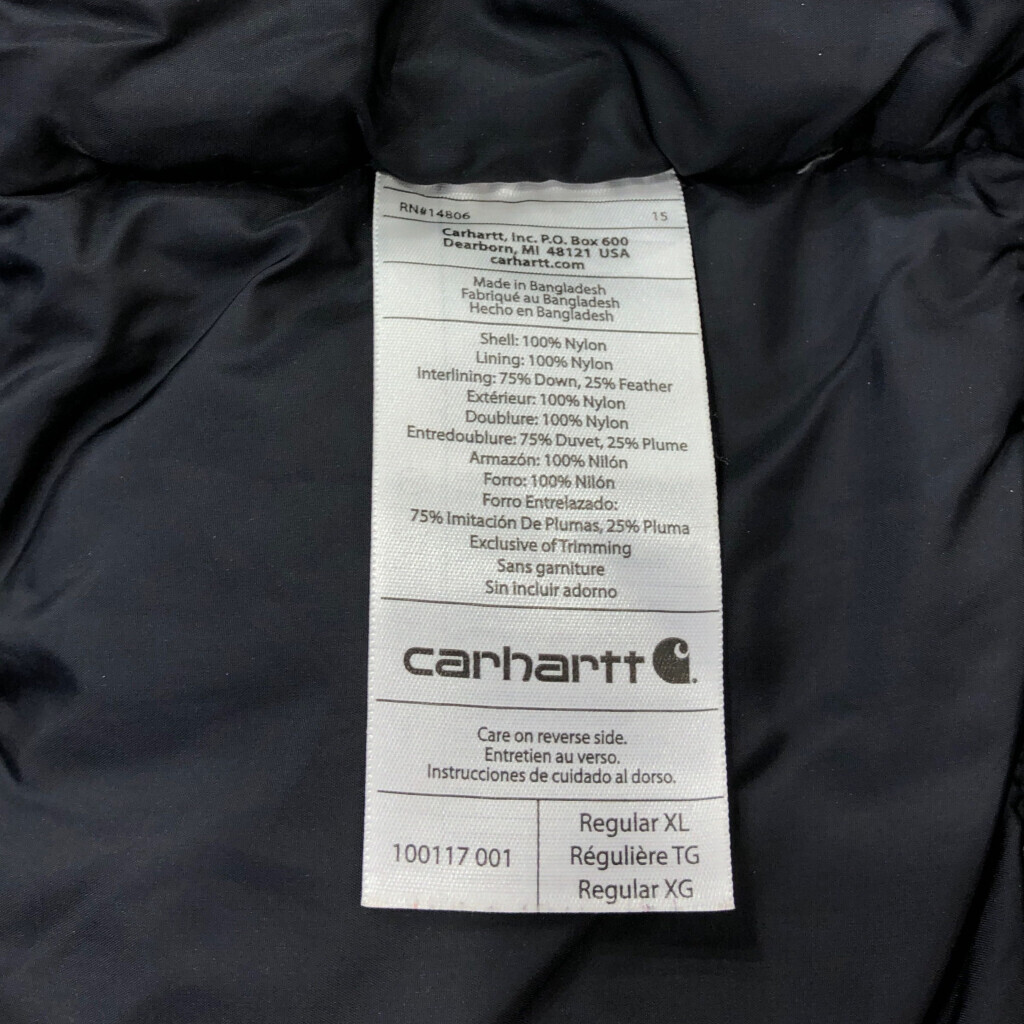 RN#14806 15
Carhartt, Inc. P.O. Box 600
Dearborn, MI 48121 USA
carhartt.com
Made in Bangladesh
Fabriqué au Bangladesh
Hecho en Bangladesh
Shell: 100% Nylon
Lining: 100% Nylon
Interlining: 75% Down, 25% Feather
Extérieur: 100% Nylon
Doublure: 100% Nylon
Entredoublure: 75% Duvet, 25% Plume
Armazón: 100% Nilón
Forro: 100% Nilón
Forro Entrelazado:
75% Imitación De Plumas, 25% Pluma
Exclusive of Trimming
Sans garniture
Sin incluir adorno
carhartt
Care on reverse side.
Entretien au verso.
Instrucciones de cuidado al dorso.
100117 001
Regular XL
Régulière TG
Regular XG